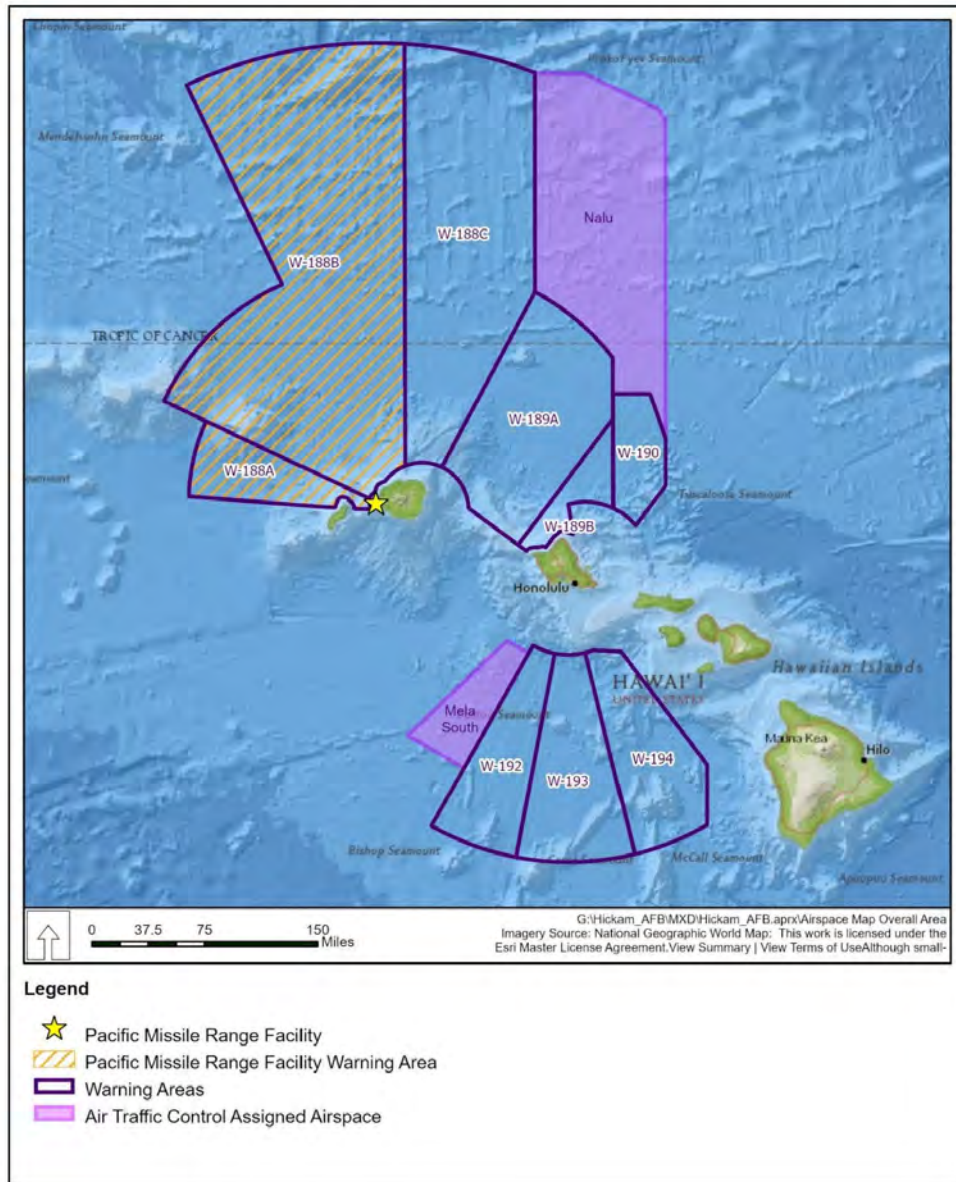 Mendelssohn Seamount
Nalu
W-188C
W-188B
TROPIC OF CANCER
W-189A
W-190
W-188A
Tuscaloosa Seamount
W-189B
Honolulu
Hawaiian Islands
HAWAI'I
UNITED STATES
Mela
South
Seamount
Mauna Kea
Hilo
W-192
W-193
W-194
Bishop Seamount
McCall Seamount
Apuupuu Seamount
0 37.5 75 150
Miles
G:\Hickam_AFB\MXD\Hickam_AFB.aprx\Airspace Map Overall Area
Imagery Source: National Geographic World Map: This work is licensed under the
Esri Master License Agreement.View Summary | View Terms of UseAlthough small-
Legend
Pacific Missile Range Facility
Pacific Missile Range Facility Warning Area
Warning Areas
Air Traffic Control Assigned Airspace